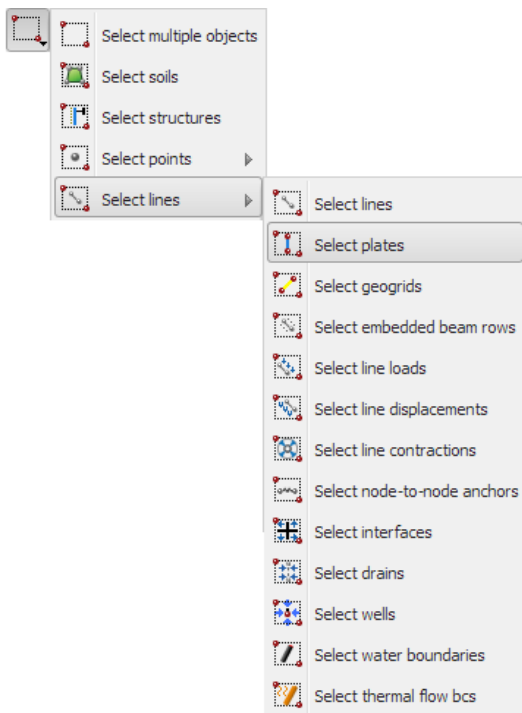 Select multiple objects
Select soils
Select structures
Select points
Select lines
Select lines
Select plates
Select geogrids
Select embedded beam rows
Select line loads
Select line displacements
Select line contractions
Select node-to-node anchors
Select interfaces
Select drains
Select wells
Select water boundaries
Select thermal flow bcs